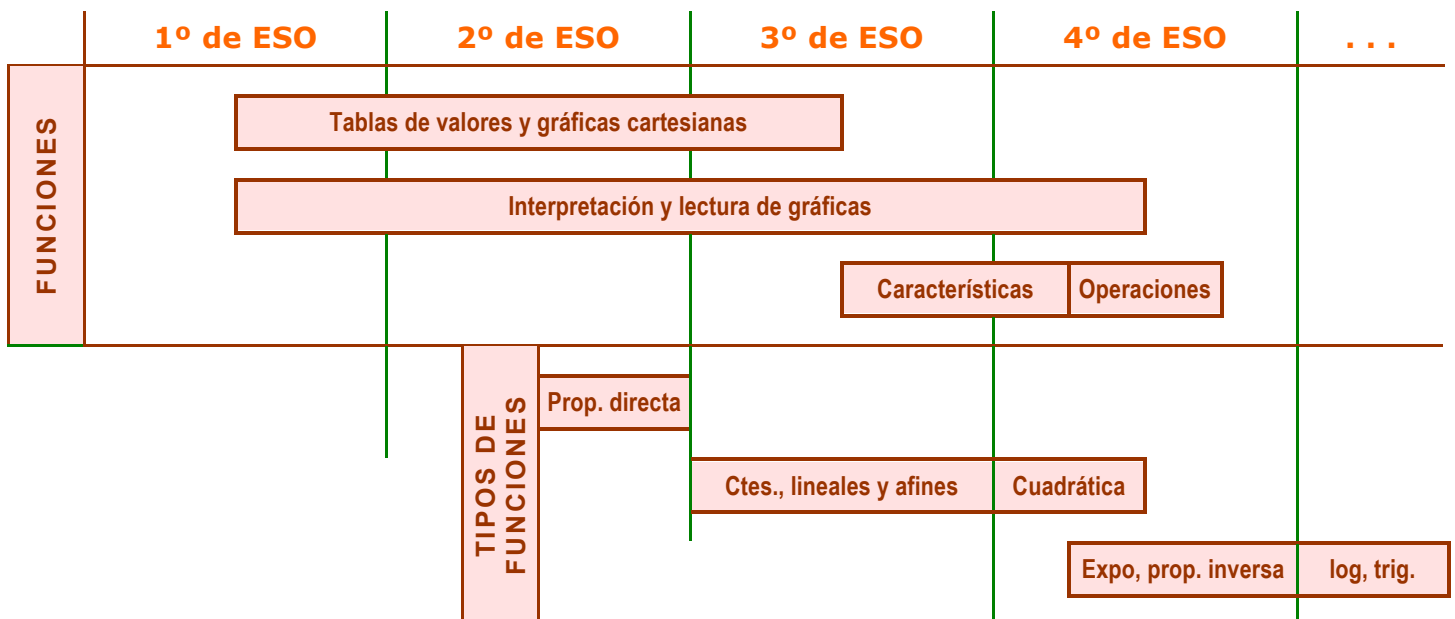 1º de ESO
2º de ESO
3º de ESO
4º de ESO
. . .
FUNCIONES
Tablas de valores y gráficas cartesianas
Interpretación y lectura de gráficas
Características
Operaciones
TIPOS DE
FUNCIONES
Prop. directa
Ctes., lineales y afines
Cuadrática
Expo, prop. inversa
log, trig.